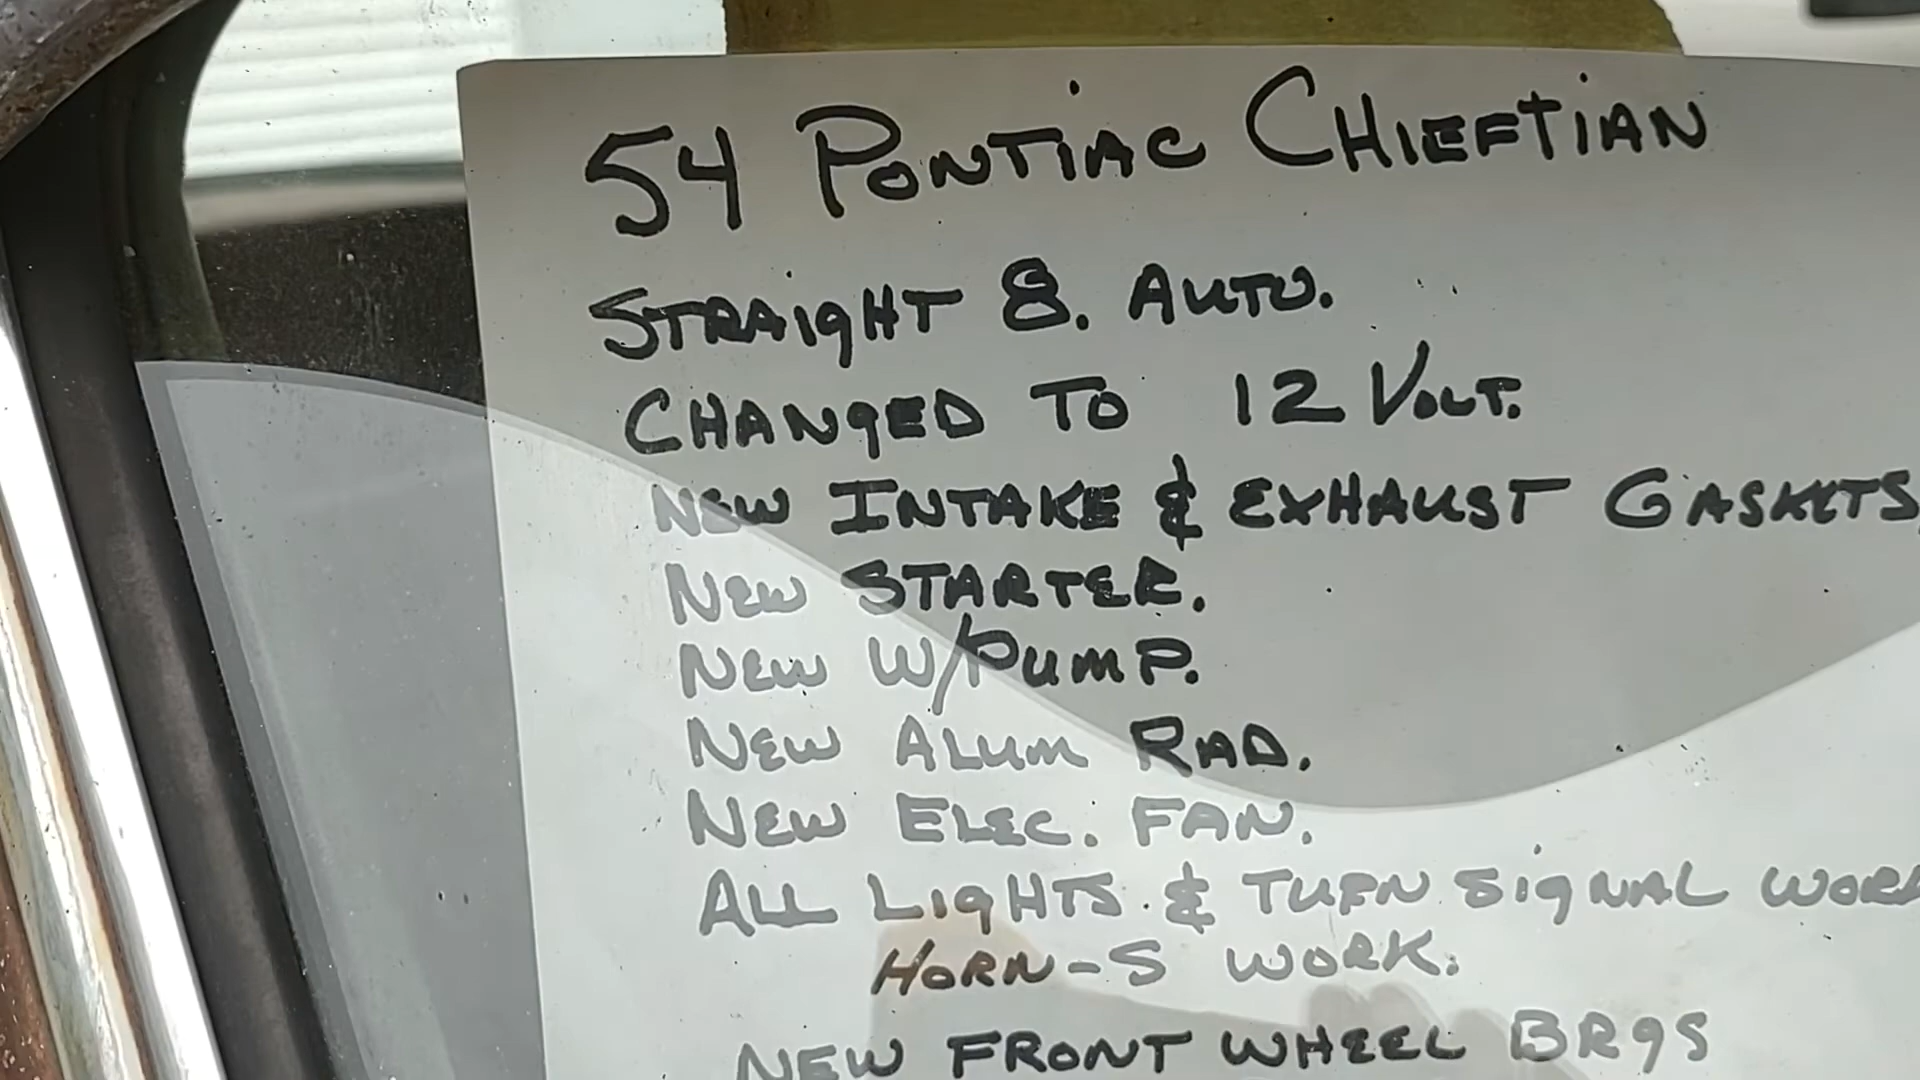 54 PONTIAC CHIEFTIAN
STRAIGHT 8. AUTO.
CHANGED TO 12 VOLT.
NEW INTAKE & EXHAUST GASKETS,
NEW STARTER.
NEW W/PUMP.
NEW ALUM RAD.
NEW ELEC. FAN.
ALL LIGHTS & TURN SIGNAL WORK
HORN-S WORK.
NEW FRONT WHEEL BRGS